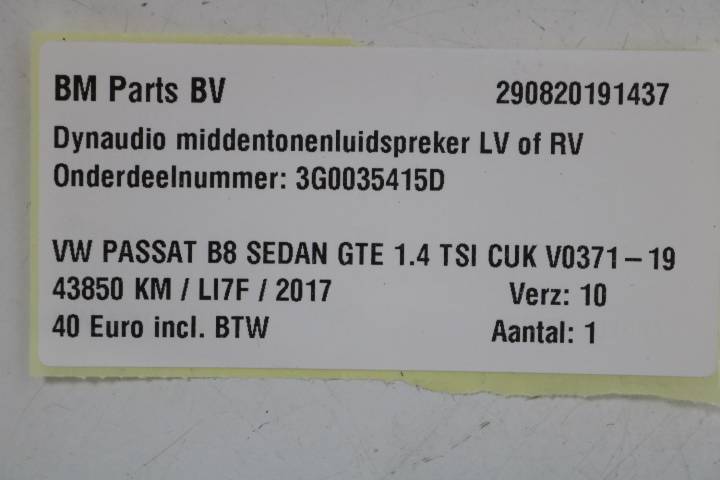 BM Parts BV 290820191437
Dynaudio middentonenluidspreker LV of RV
Onderdeelnummer: 3G0035415D
VW PASSAT B8 SEDAN GTE 1.4 TSI CUK V0371-19
43850 KM / LI7F / 2017 Verz: 10
40 Euro incl. BTW Aantal: 1